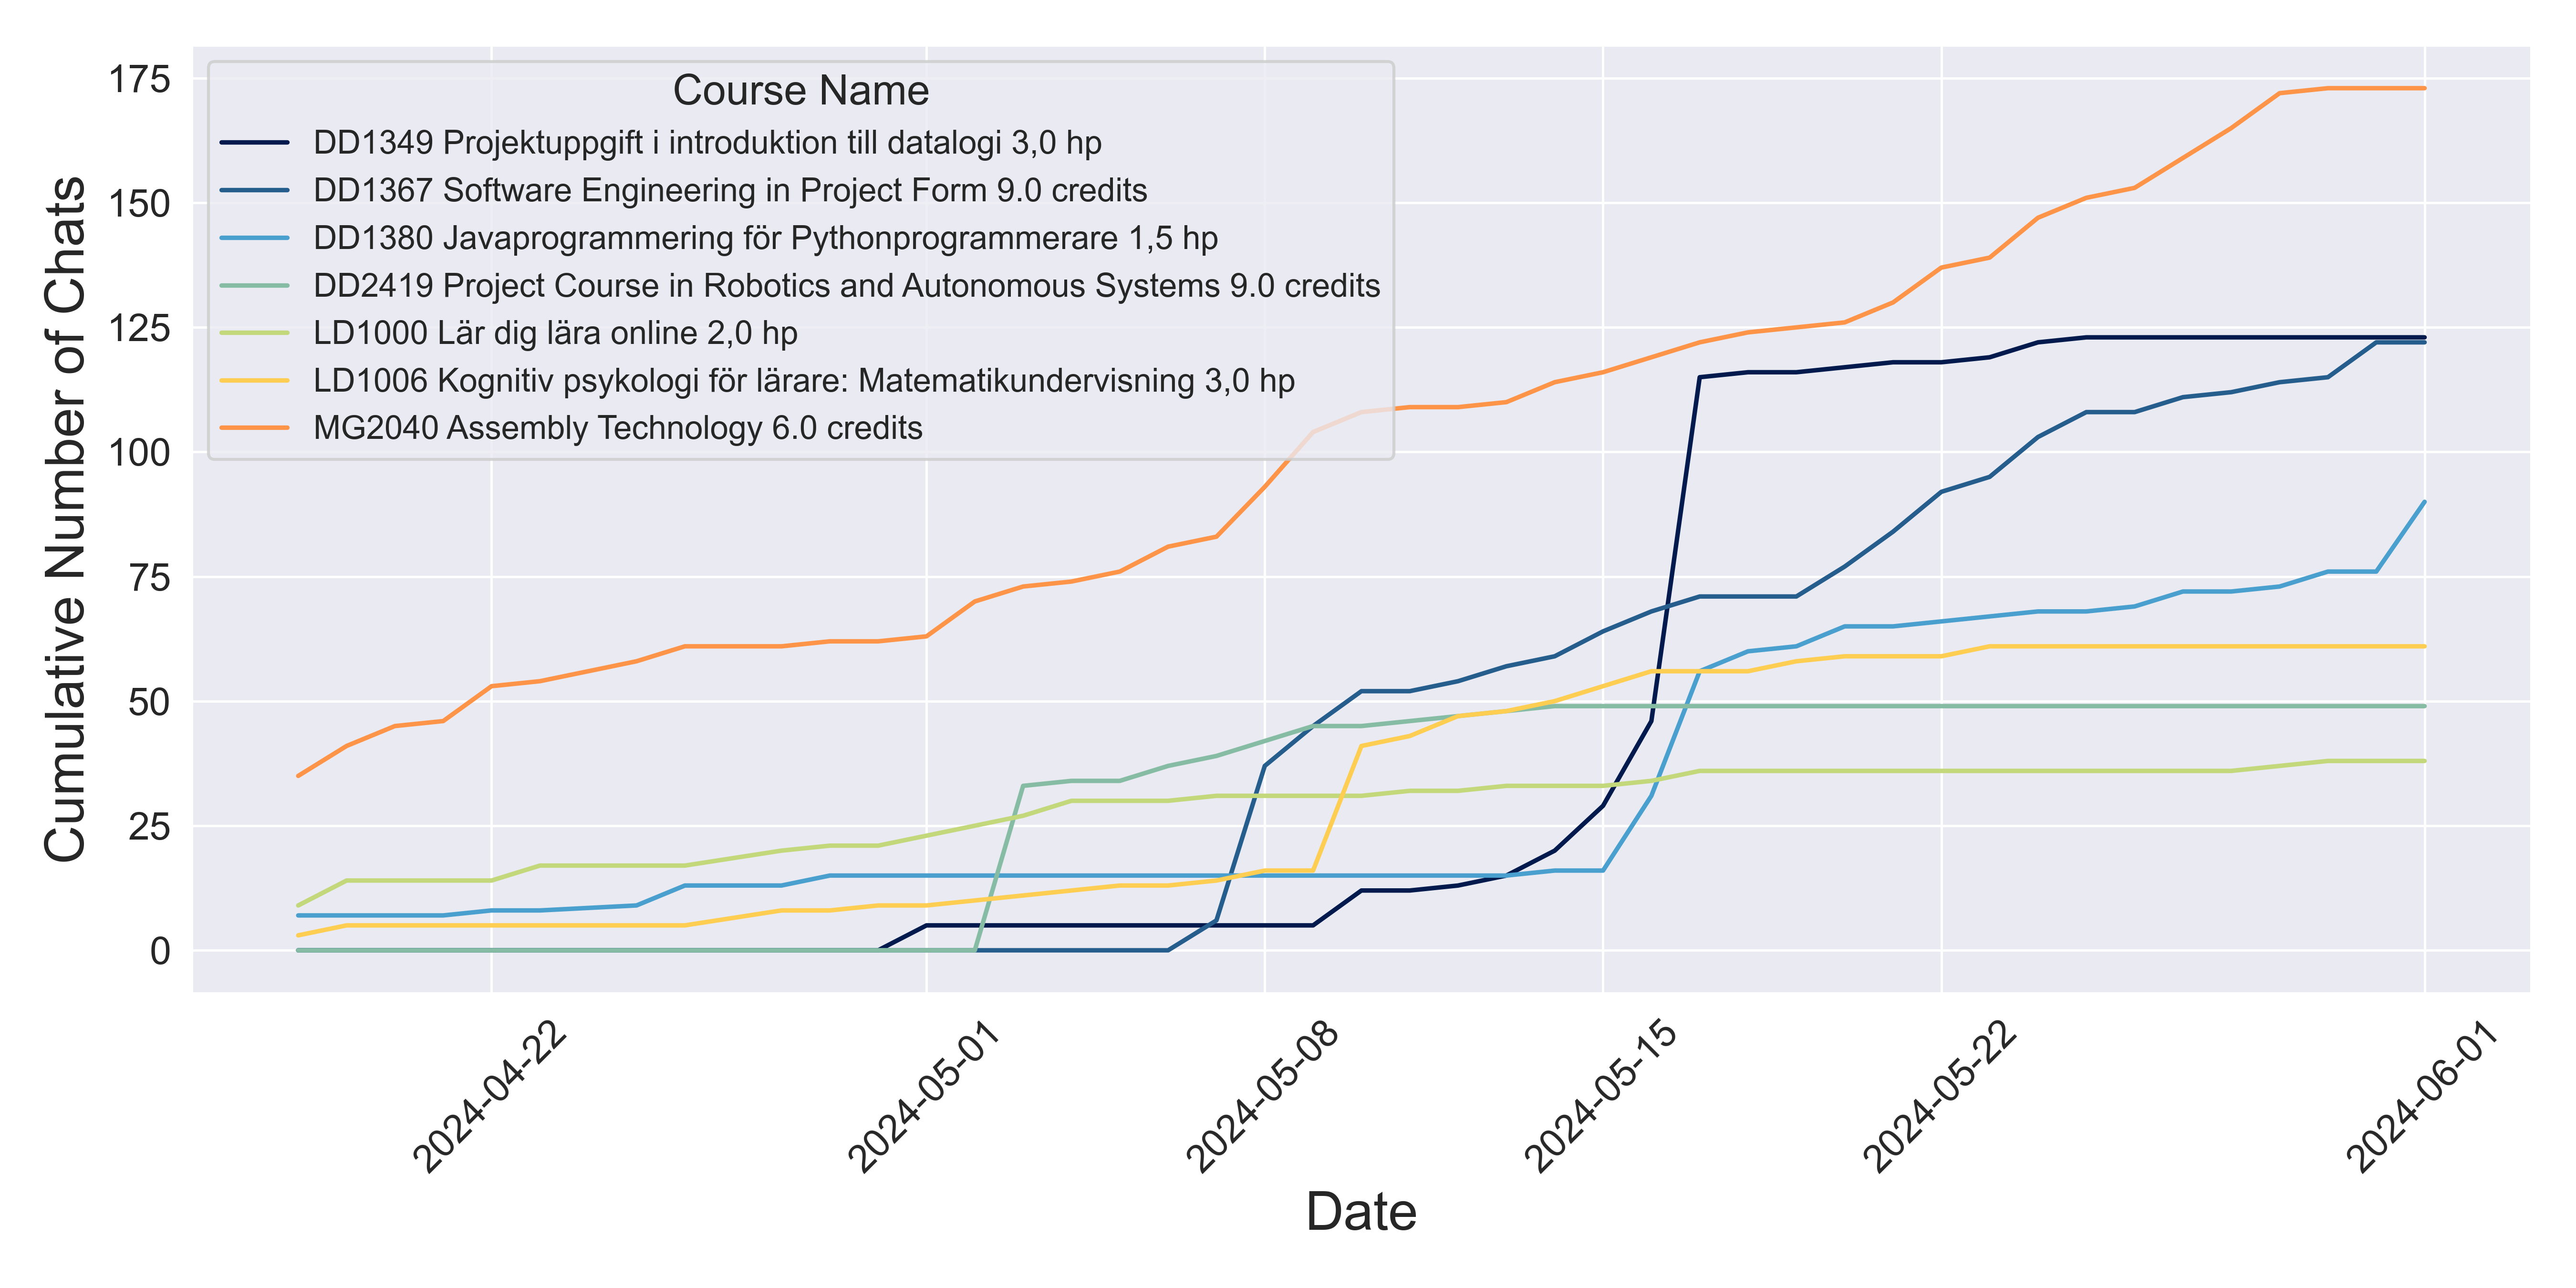 Course Name
DD1349 Projektuppgift i introduktion till datalogi 3,0 hp
DD1367 Software Engineering in Project Form 9.0 credits
DD1380 Javaprogrammering för Pythonprogrammerare 1,5 hp
DD2419 Project Course in Robotics and Autonomous Systems 9.0 credits
LD1000 Lär dig lära online 2,0 hp
LD1006 Kognitiv psykologi för lärare: Matematikundervisning 3,0 hp
MG2040 Assembly Technology 6.0 credits
Cumulative Number of Chats
175
150
125
100
75
50
25
0
2024-04-22
2024-05-01
2024-05-08
2024-05-15
2024-05-22
2024-06-01
Date